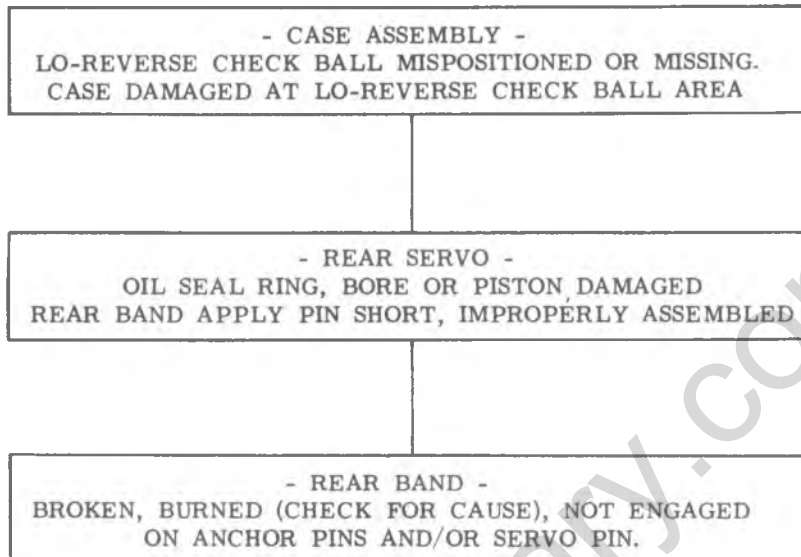 - CASE ASSEMBLY -
LO-REVERSE CHECK BALL MISPOSITIONED OR MISSING.
CASE DAMAGED AT LO-REVERSE CHECK BALL AREA
- REAR SERVO -
OIL SEAL RING, BORE OR PISTON DAMAGED
REAR BAND APPLY PIN SHORT, IMPROPERLY ASSEMBLED
- REAR BAND -
BROKEN, BURNED (CHECK FOR CAUSE), NOT ENGAGED
ON ANCHOR PINS AND/OR SERVO PIN.